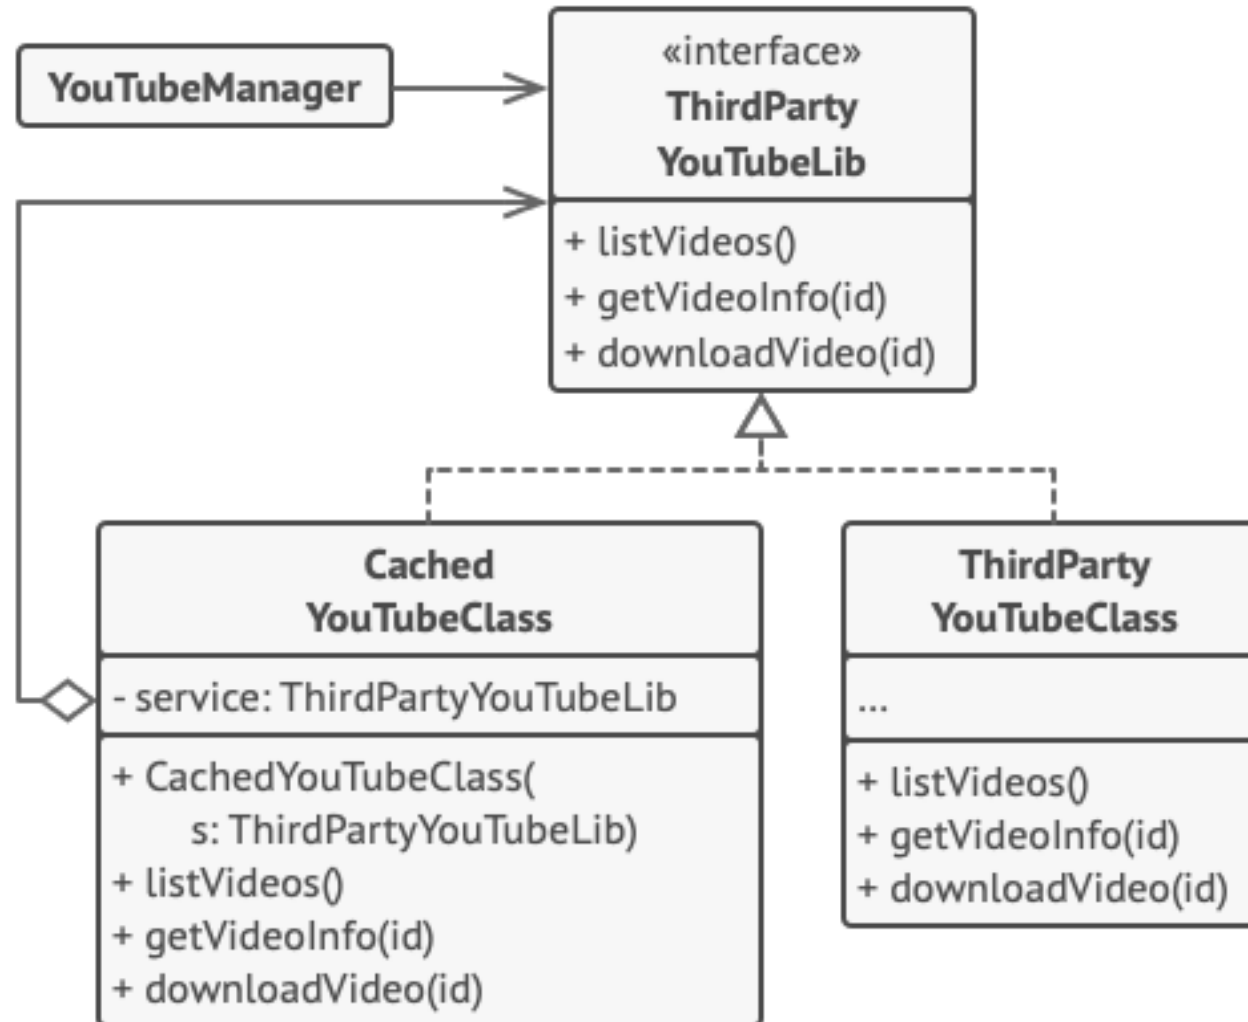 YouTubeManager
«interface»
ThirdParty
YouTubeLib
+ listVideos()
+ getVideoInfo(id)
+ downloadVideo(id)
Cached
YouTubeClass
- service: ThirdPartyYouTubeLib
+ CachedYouTubeClass(
s: ThirdPartyYouTubeLib)
+ listVideos()
+ getVideoInfo(id)
+ downloadVideo(id)
ThirdParty
YouTubeClass
...
+ listVideos()
+ getVideoInfo(id)
+ downloadVideo(id)